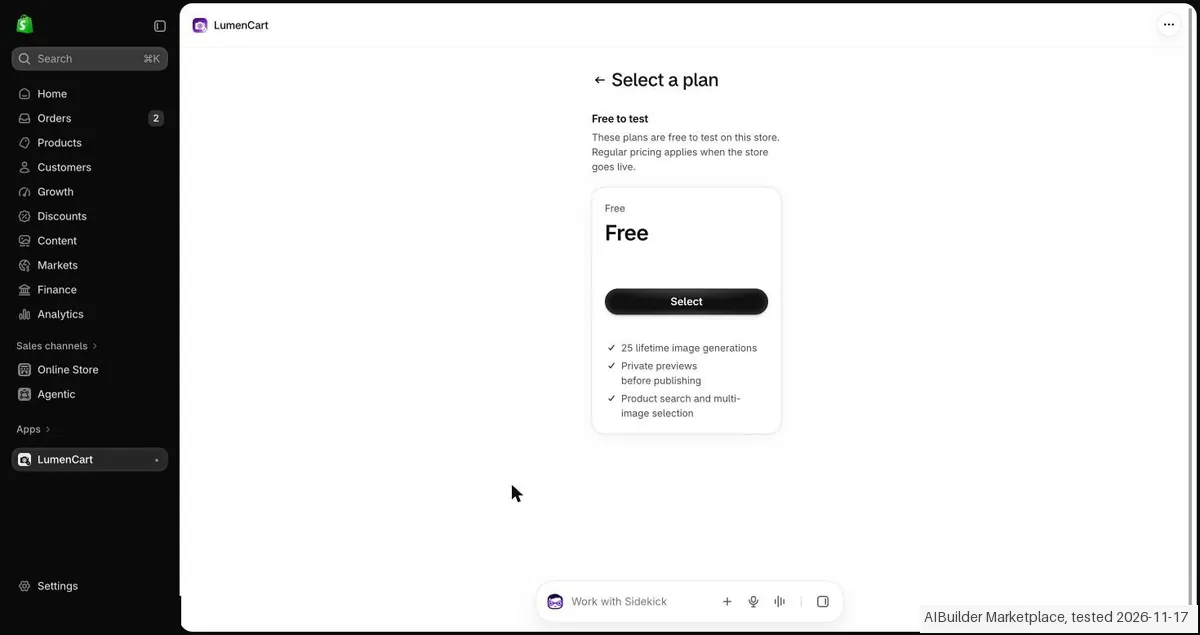 LumenCart
Search ⌘K
Home
Orders 2
Products
Customers
Growth
Discounts
Content
Markets
Finance
Analytics
Sales channels
Online Store
Agentic
Apps
LumenCart
Settings
← Select a plan
Free to test
These plans are free to test on this store.
Regular pricing applies when the store
goes live.
Free
Free
Select
✓ 25 lifetime image generations
✓ Private previews
before publishing
✓ Product search and multi-
image selection
Work with Sidekick
AIBuilder Marketplace, tested 2026-11-17